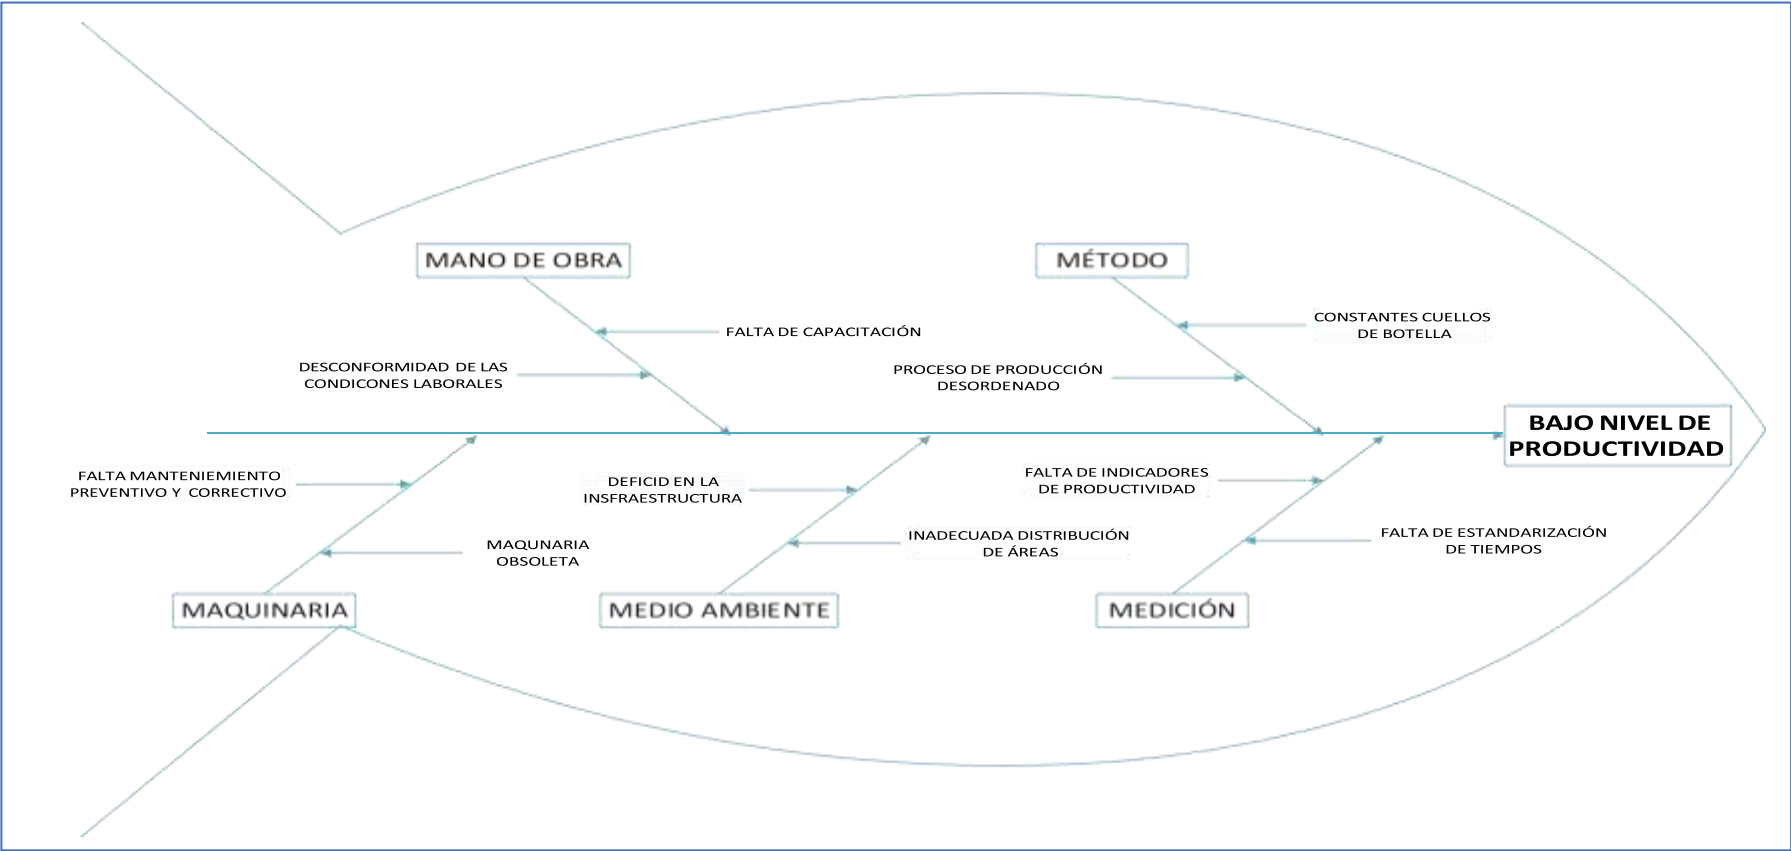 MANO DE OBRA
MÉTODO
CONSTANTES CUELLOS
DE BOTELLA
FALTA DE CAPACITACIÓN
DESCONFORMIDAD DE LAS
CONDICONES LABORALES
PROCESO DE PRODUCCIÓN
DESORDENADO
BAJO NIVEL DE
PRODUCTIVIDAD
FALTA MANTENIEMIENTO
PREVENTIVO Y CORRECTIVO
DEFICID EN LA
INSFRAESTRUCTURA
FALTA DE INDICADORES
DE PRODUCTIVIDAD
MAQUNARIA
OBSOLETA
INADECUADA DISTRIBUCIÓN
DE ÁREAS
FALTA DE ESTANDARIZACIÓN
DE TIEMPOS
MAQUINARIA
MEDIO AMBIENTE
MEDICIÓN